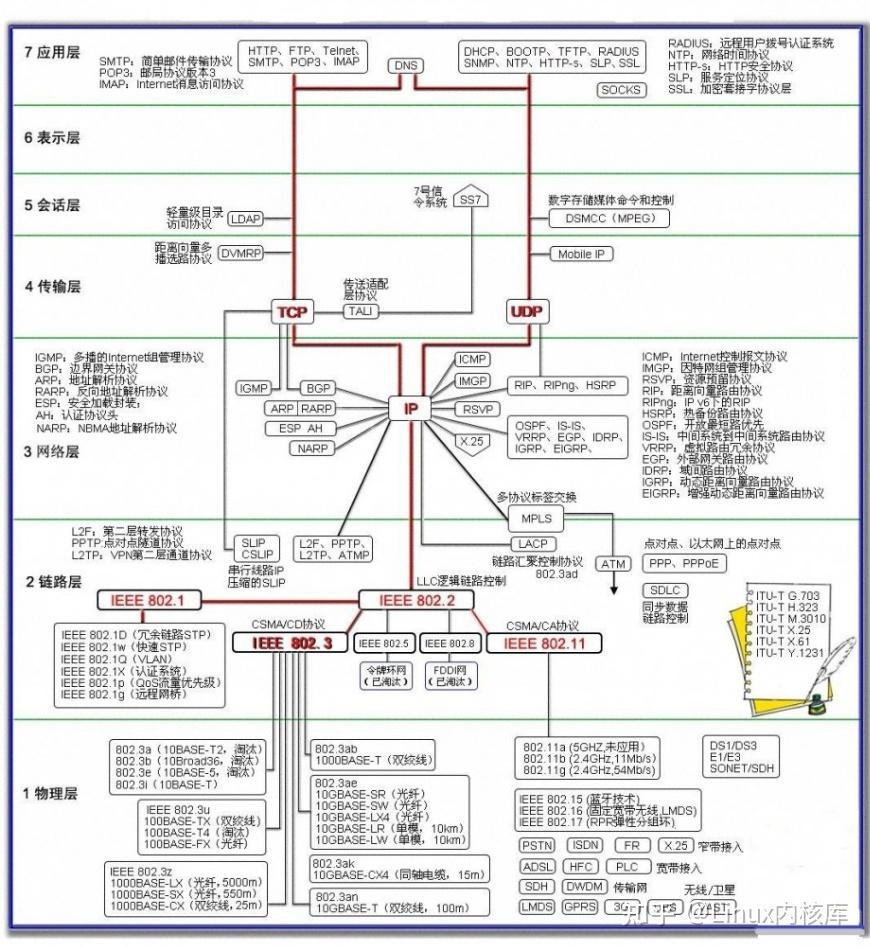 7 应用层
SMTP：简单邮件传输协议
POP3：邮局协议版本3
IMAP：Internet消息访问协议
HTTP、FTP、Telnet、
SMTP、POP3、IMAP
DNS
DHCP、BOOTP、TFTP、RADIUS
SNMP、NTP、HTTP-s、SLP、SSL
SOCKS
RADIUS：远程用户拨号认证系统
NTP：网络时间协议
HTTP-s：HTTP安全协议
SLP：服务定位协议
SSL：加密套接字协议层
6 表示层
5 会话层
轻量级目录
访问协议
LDAP
7号信
令系统
SS7
数字存储媒体命令和控制
DSMCC（MPEG）
4 传输层
距离向量多
播选路协议
DVMRP
Mobile IP
传送适配
层协议
TCP
TALI
UDP
IGMP：多播的Internet组管理协议
BGP：边界网关协议
ARP：地址解析协议
RARP：反向地址解析协议
ESP：安全加载封装；
AH：认证协议头
NARP：NBMA地址解析协议
3 网络层
IGMP
BGP
ARP
RARP
ESP AH
NARP
IP
ICMP
IMGP
RSVP
X.25
RIP、RIPng、HSRP
OSPF、IS-IS、
VRRP、EGP、IDRP、
IGRP、EIGRP、
ICMP：Internet控制报文协议
IMGP：因特网组管理协议
RSVP：资源预留协议
RIP：距离向量路由协议
RIPng：IP v6下的RIP
HSRP：热备份路由协议
OSPF：开放最短路优先
IS-IS：中间系统到中间系统路由协议
VRRP：虚拟路由冗余协议
EGP：外部网关路由协议
IDRP：域间路由协议
IGRP：动态距离向量路由协议
EIGRP：增强动态距离向量路由协议
多协议标签交换
MPLS
L2F：第二层转发协议
PPTP:点对点隧道协议
L2TP：VPN第二层通道协议
SLIP
CSLIP
串行线路IP
压缩的SLIP
L2F、PPTP、
L2TP、ATMP
LACP
链路汇聚控制协议
802.3ad
ATM
点对点、以太网上的点对点
PPP、PPPoE
SDLC
同步数据
链路控制
2 链路层
LLC逻辑链路控制
IEEE 802.1
IEEE 802.2
CSMA/CD协议
IEEE 802.3
IEEE 802.5
IEEE 802.8
CSMA/CA协议
IEEE 802.11
令牌环网
（已淘汰）
FDDI网
（已淘汰）
IEEE 802.1D（冗余链路STP）
IEEE 802.1w（快速STP）
IEEE 802.1Q（VLAN）
IEEE 802.1X（认证系统）
IEEE 802.1p（QoS流量优先级）
IEEE 802.1g（远程网桥）
ITU-T G.703
ITU-T H.323
ITU-T M.3010
ITU-T X.25
ITU-T X.61
ITU-T Y.1231
1 物理层
802.3a（10BASE-T2，淘汰）
802.3b（10Broad36，淘汰）
802.3e（10BASE-5，淘汰）
802.3i（10BASE-T）
IEEE 802.3u
100BASE-TX（双绞线）
100BASE-T4（淘汰）
100BASE-FX（光纤）
IEEE 802.3z
1000BASE-LX（光纤，5000m）
1000BASE-SX（光纤，550m）
1000BASE-CX（双绞线，25m）
802.3ab
1000BASE-T（双绞线）
802.3ae
10GBASE-SR（光纤）
10GBASE-SW（光纤）
10GBASE-LX4（光纤）
10GBASE-LR（单模，10km）
10GBASE-LW（单模，10km）
802.3ak
10GBASE-CX4（同轴电缆，15m）
802.3an
10GBASE-T（双绞线，100m）
802.11a (5GHZ,未应用)
802.11b (2.4GHZ,11Mb/s)
802.11g (2.4GHZ,54Mb/s)
DS1/DS3
E1/E3
SONET/SDH
IEEE 802.15 (蓝牙技术)
IEEE 802.16 (固定宽带无线,LMDS)
IEEE 802.17 (RPR弹性分组环)
PSTN
ISDN
FR
X.25
窄带接入
ADSL
HFC
PLC
宽带接入
SDH
DWDM
传输网
无线/卫星
LMDS
GPRS
3G
知乎 @Linux内核库